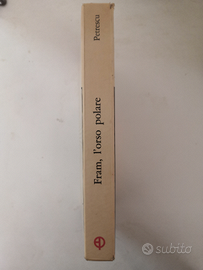 Petrescu
Fram, l'orso polare
subito